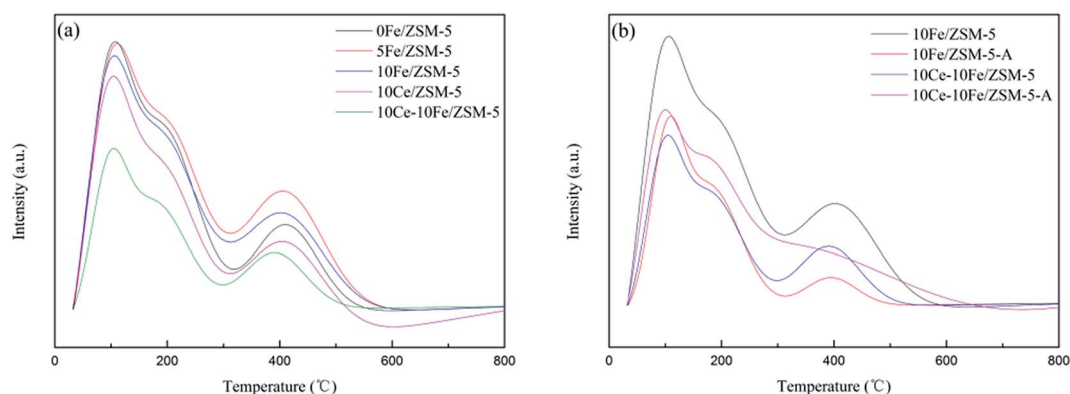 (a)
0Fe/ZSM-5
5Fe/ZSM-5
10Fe/ZSM-5
10Ce/ZSM-5
10Ce-10Fe/ZSM-5
Intensity (a.u.)
0 200 400 600 800
Temperature (℃)
(b)
10Fe/ZSM-5
10Fe/ZSM-5-A
10Ce-10Fe/ZSM-5
10Ce-10Fe/ZSM-5-A
Intensity (a.u.)
0 200 400 600 800
Temperature (℃)